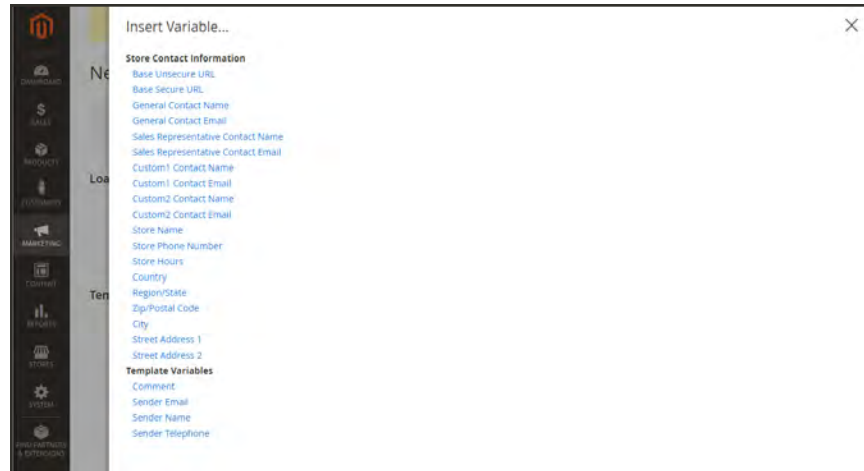 Insert Variable...
Store Contact Information
Base Unsecure URL
Base Secure URL
General Contact Name
General Contact Email
Sales Representative Contact Name
Sales Representative Contact Email
Custom1 Contact Name
Custom1 Contact Email
Custom2 Contact Name
Custom2 Contact Email
Store Name
Store Phone Number
Store Hours
Country
Region/State
Zip/Postal Code
City
Street Address 1
Street Address 2
Template Variables
Comment
Sender Email
Sender Name
Sender Telephone
DASHBOARD
SALES
PRODUCTS
CUSTOMERS
MARKETING
CONTENT
REPORTS
STORES
SYSTEM
FIND PARTNERS
& EXTENSIONS
Ne
Loa
Ten